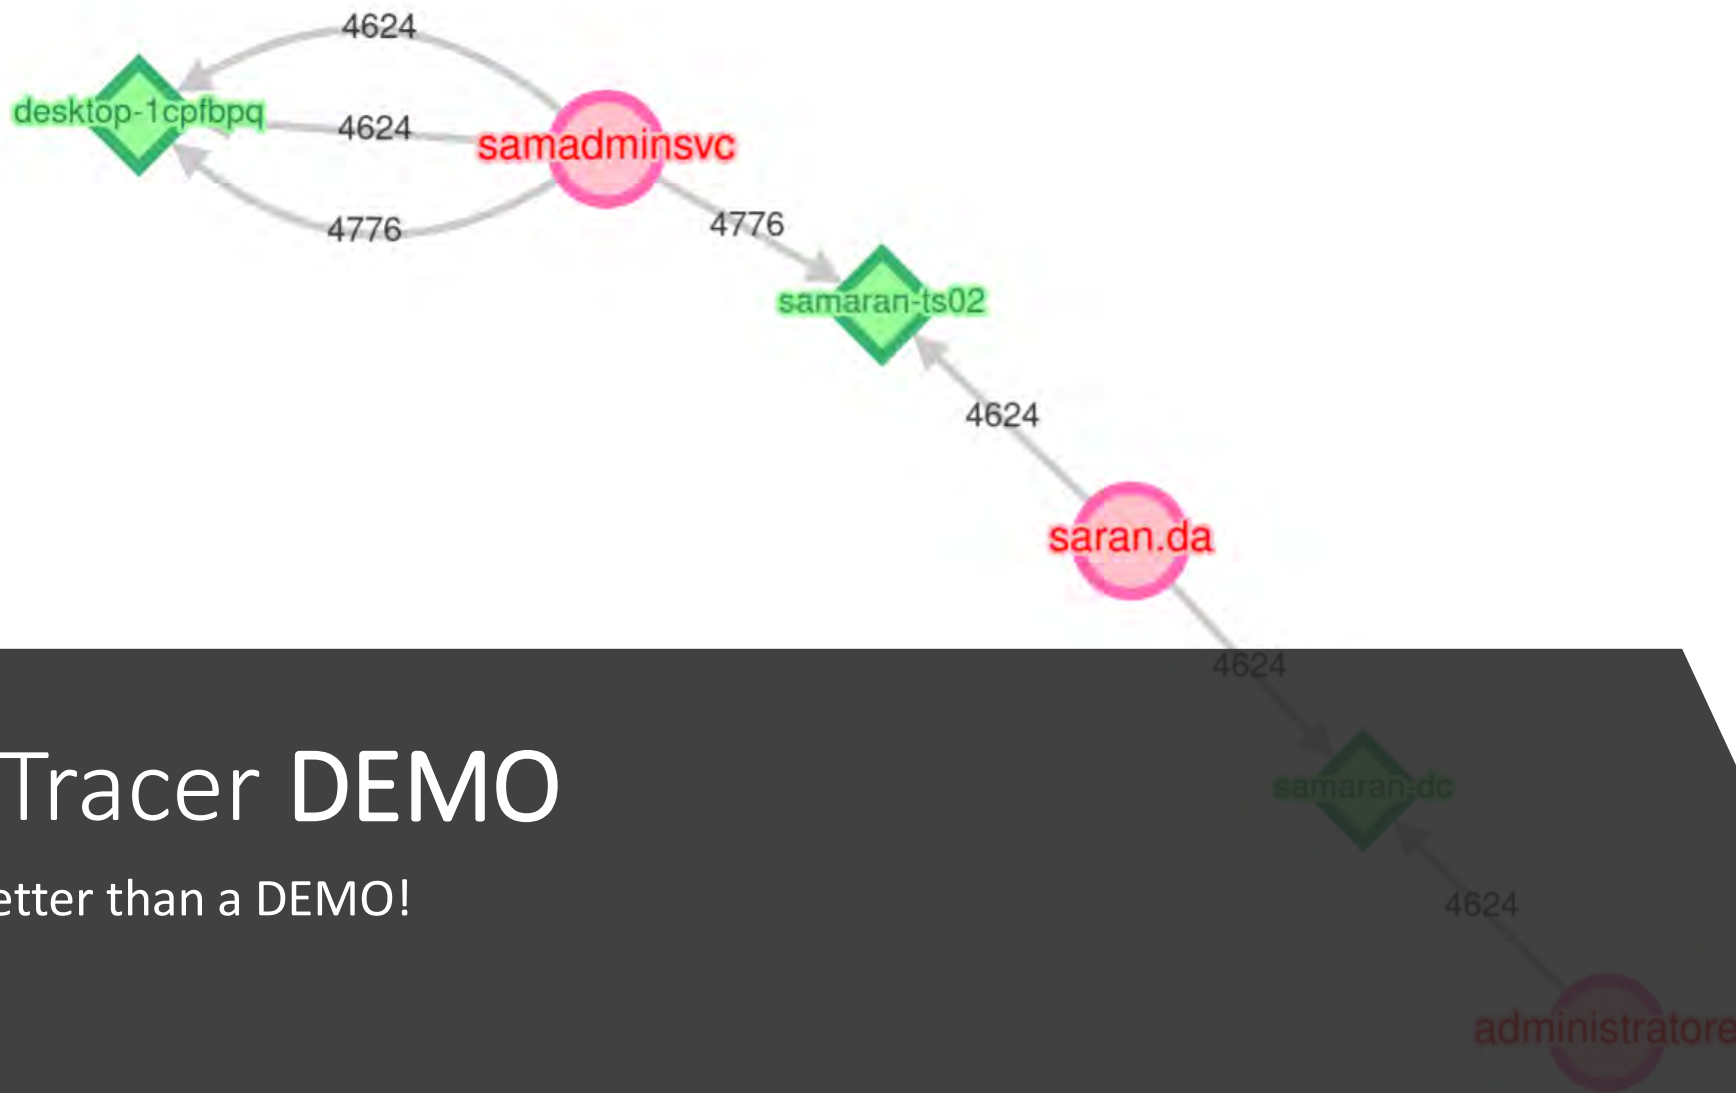 4624
desktop-1cpfbpq
4624
samadminsvc
4776
4776
samaran-ts02
4624
saran.da
4624
Tracer DEMO
samaran-dc
etter than a DEMO!
4624
administratore